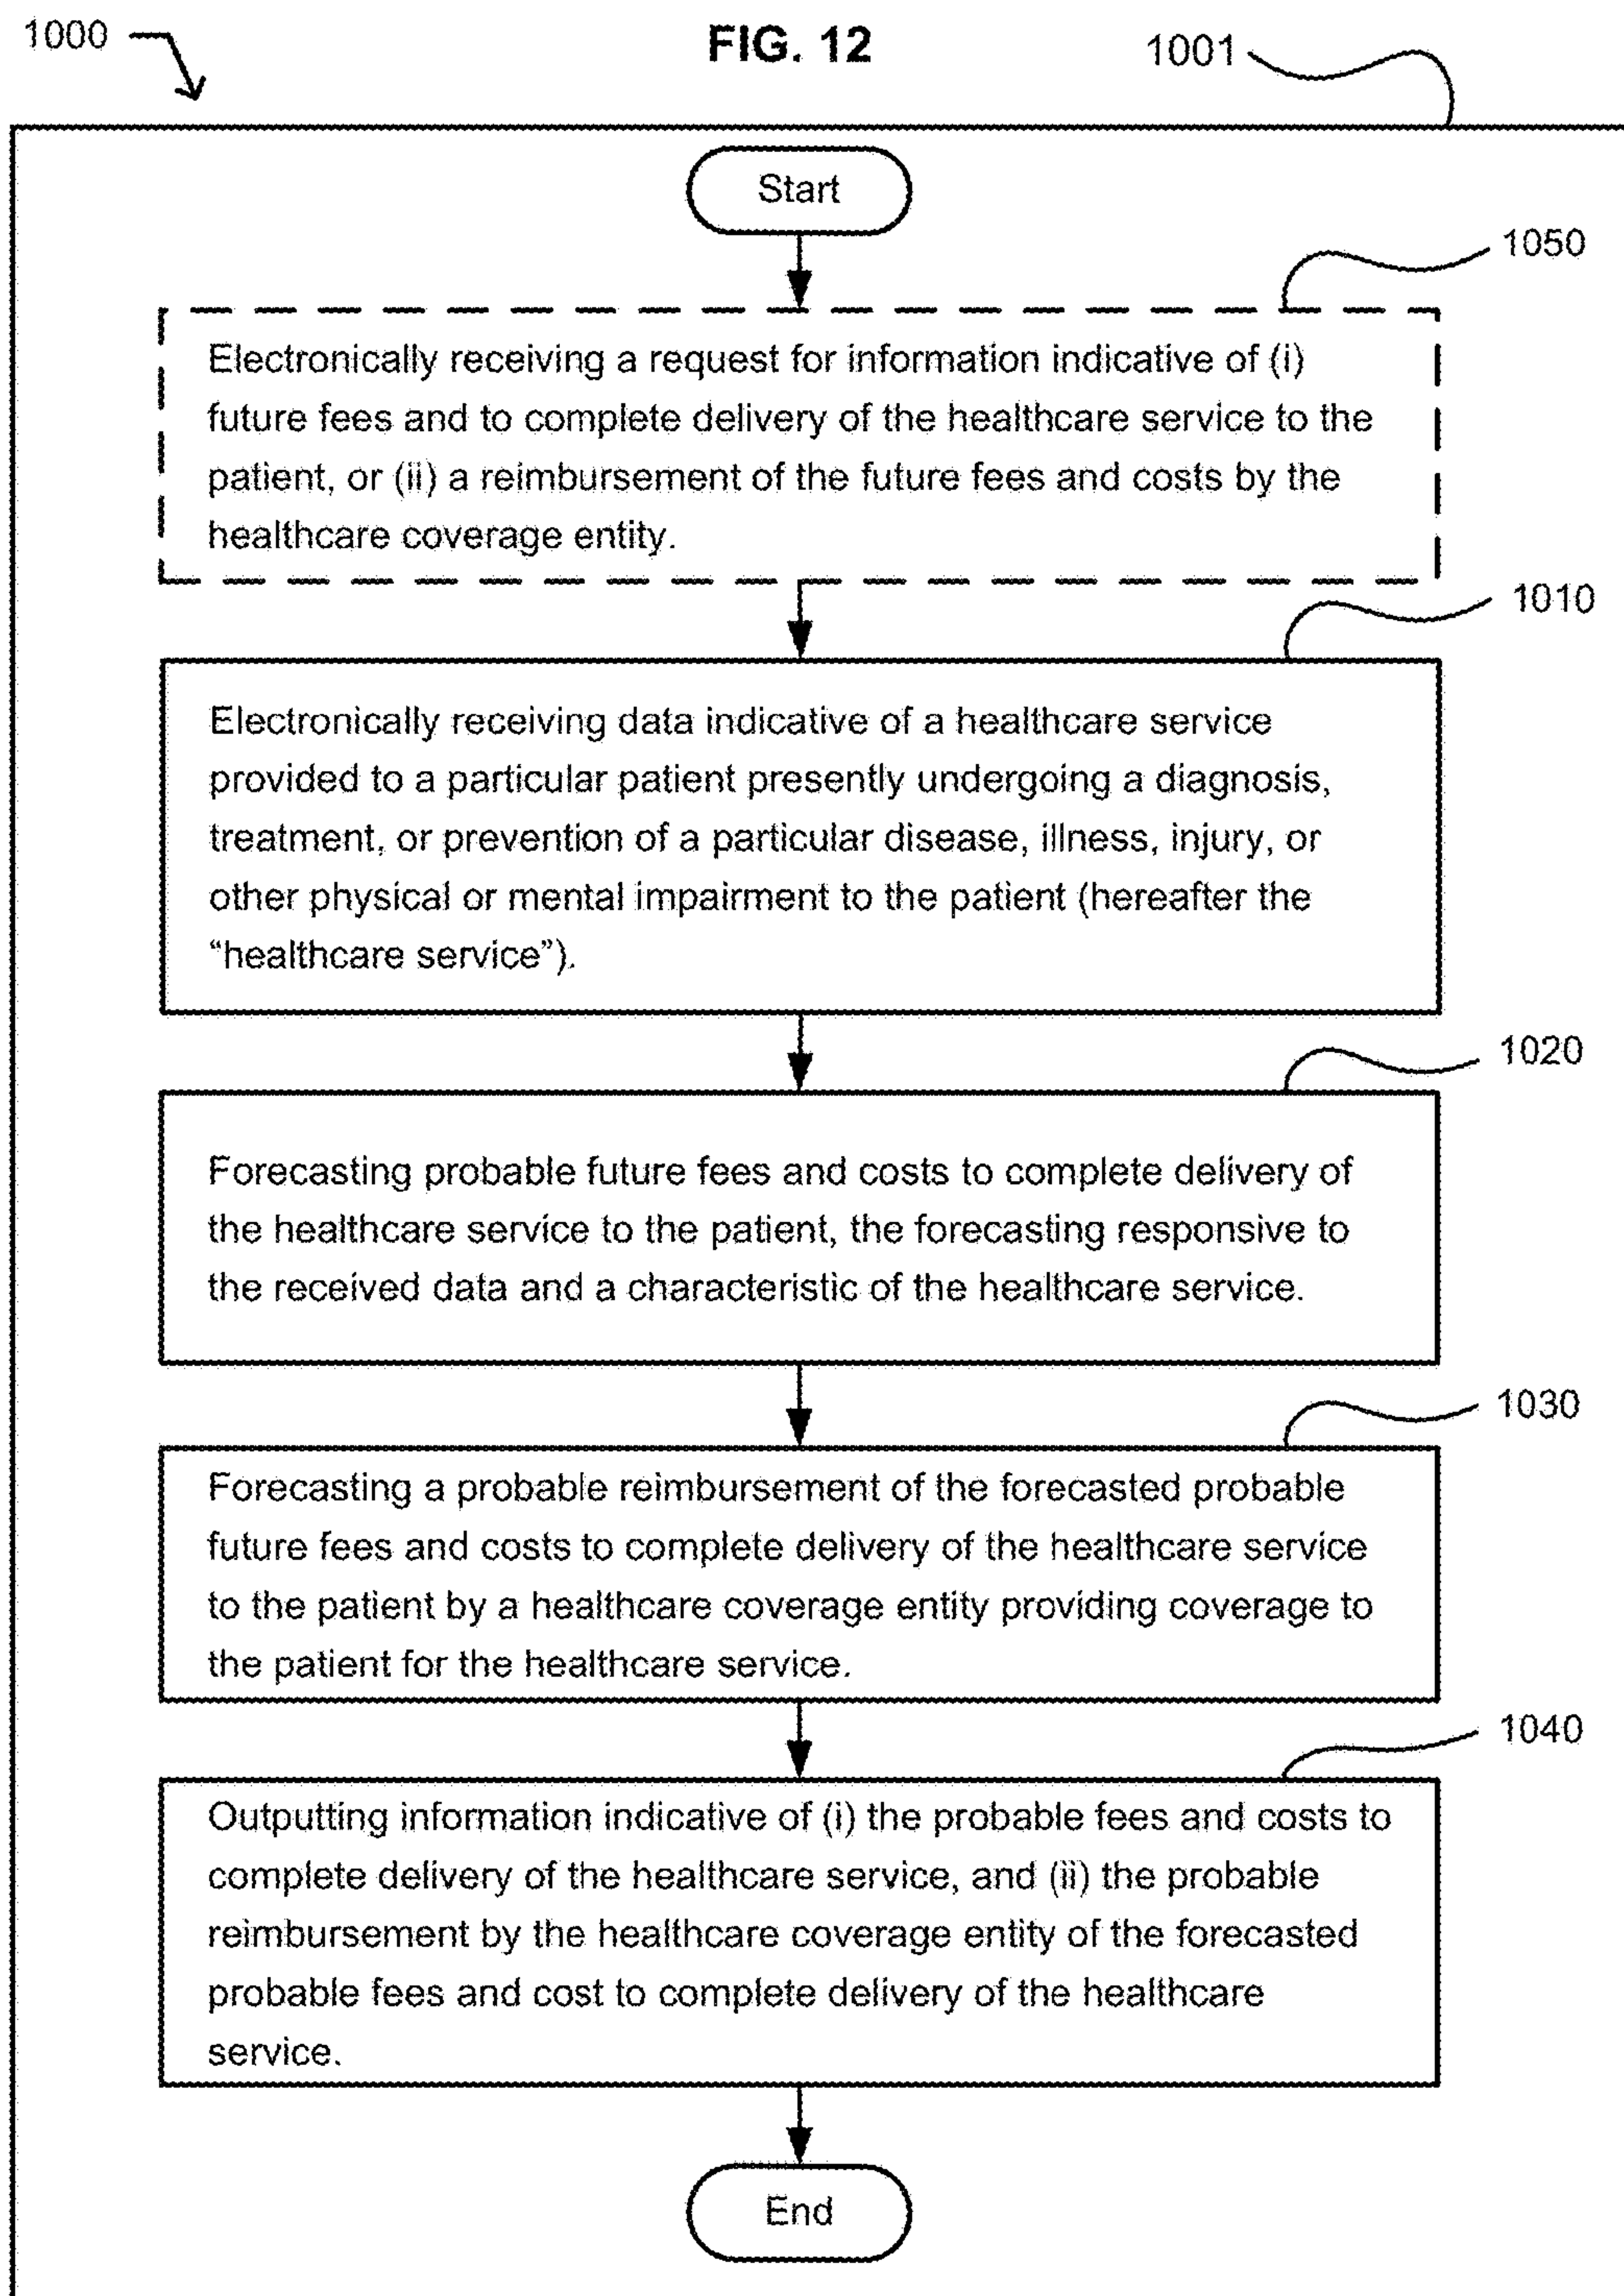 1000
FIG. 12
1001
Start
1050
Electronically receiving a request for information indicative of (i)
future fees and to complete delivery of the healthcare service to the
patient, or (ii) a reimbursement of the future fees and costs by the
healthcare coverage entity.
1010
Electronically receiving data indicative of a healthcare service
provided to a particular patient presently undergoing a diagnosis,
treatment, or prevention of a particular disease, illness, injury, or
other physical or mental impairment to the patient (hereafter the
“healthcare service”).
1020
Forecasting probable future fees and costs to complete delivery of
the healthcare service to the patient, the forecasting responsive to
the received data and a characteristic of the healthcare service.
1030
Forecasting a probable reimbursement of the forecasted probable
future fees and costs to complete delivery of the healthcare service
to the patient by a healthcare coverage entity providing coverage to
the patient for the healthcare service.
1040
Outputting information indicative of (i) the probable fees and costs to
complete delivery of the healthcare service, and (ii) the probable
reimbursement by the healthcare coverage entity of the forecasted
probable fees and cost to complete delivery of the healthcare
service.
End